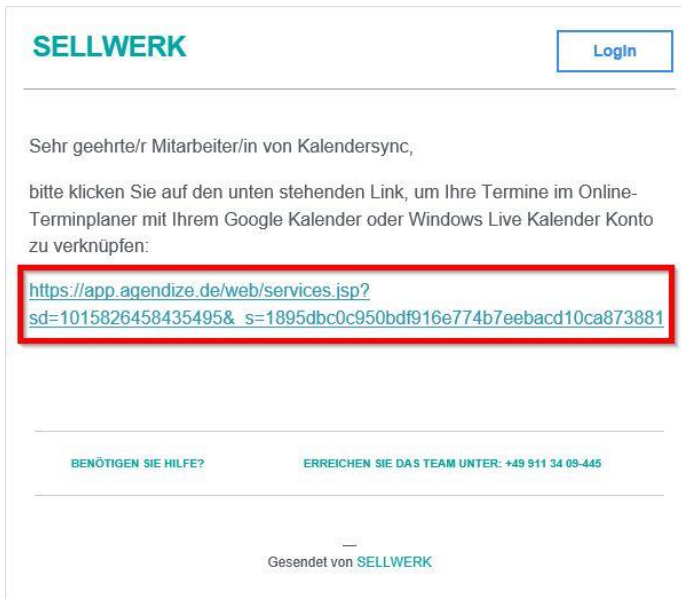 SELLWERK
LogIn
Sehr geehrte/r Mitarbeiter/in von Kalendersync,
bitte klicken Sie auf den unten stehenden Link, um Ihre Termine im Online-
Terminplaner mit Ihrem Google Kalender oder Windows Live Kalender Konto
zu verknüpfen:
https://app.agendize.de/web/services.jsp?
sd=1015826458435495&_s=1895dbc0c950bdf916e774b7eebacd10ca873881
BENÖTIGEN SIE HILFE?
ERREICHEN SIE DAS TEAM UNTER: +49 911 34 09-445
—
Gesendet von SELLWERK